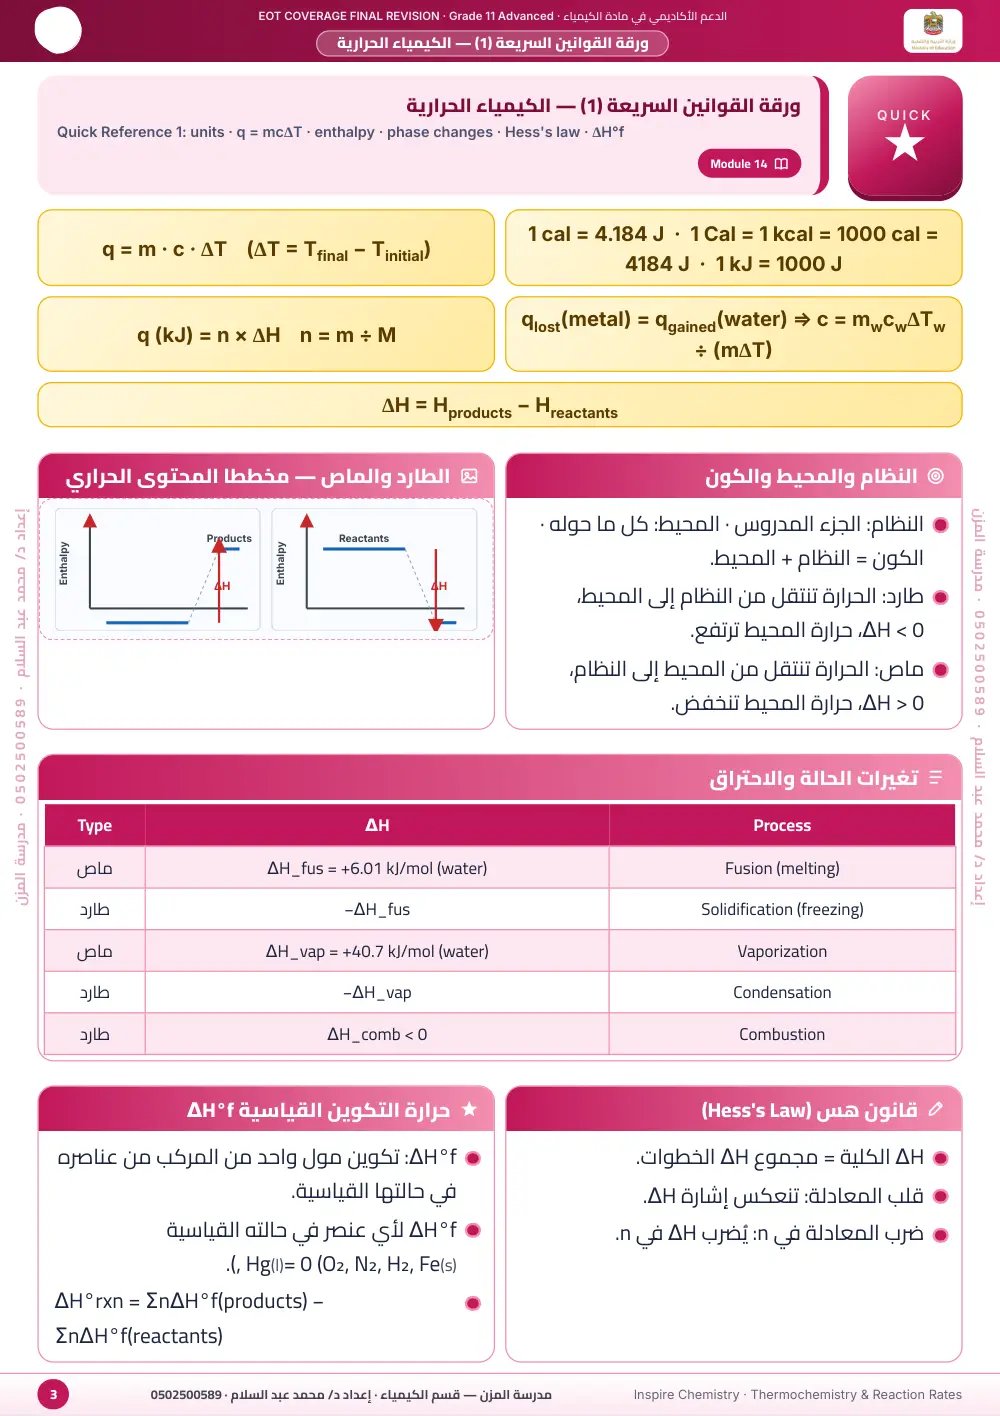 EOT COVERAGE FINAL REVISION · Grade 11 Advanced · الدعم الأكاديمي في مادة الكيمياء
ورقة القوانين السريعة (1) — الكيمياء الحرارية
ورقة القوانين السريعة (1) — الكيمياء الحرارية
Quick Reference 1: units · q = mcΔT · enthalpy · phase changes · Hess's law · ΔH°f
Module 14
QUICK
1 cal = 4.184 J · 1 Cal = 1 kcal = 1000 cal =
4184 J · 1 kJ = 1000 J
q = m · c · ΔT (ΔT = Tfinal − Tinitial)
qlost(metal) = qgained(water) ⇒ c = mwcwΔTw
÷ (mΔT)
q (kJ) = n × ΔH n = m ÷ M
ΔH = Hproducts − Hreactants
النظام والمحيط والكون
النظام: الجزء المدروس · المحيط: كل ما حوله ·
الكون = النظام + المحيط.
طارد: الحرارة تنتقل من النظام إلى المحيط،
ΔH < 0، حرارة المحيط ترتفع.
ماص: الحرارة تنتقل من المحيط إلى النظام،
ΔH > 0، حرارة المحيط تنخفض.
الطارد والماص — مخططا المحتوى الحراري
Enthalpy
Reactants
ΔH
Enthalpy
Products
ΔH
تغيرات الحالة والاحتراق
Process ΔH Type
Fusion (melting) ΔH_fus = +6.01 kJ/mol (water) ماص
Solidification (freezing) −ΔH_fus طارد
Vaporization ΔH_vap = +40.7 kJ/mol (water) ماص
Condensation −ΔH_vap طارد
Combustion ΔH_comb < 0 طارد
قانون هس (Hess's Law)
ΔH الكلية = مجموع ΔH الخطوات.
قلب المعادلة: تنعكس إشارة ΔH.
ضرب المعادلة في n: يُضرب ΔH في n.
حرارة التكوين القياسية ΔH°f
ΔH°f: تكوين مول واحد من المركب من عناصره
في حالتها القياسية.
ΔH°f لأي عنصر في حالته القياسية
.(, Hg(l)= 0 (O₂, N₂, H₂, Fe(s)
ΔH°rxn = ΣnΔH°f(products) −
ΣnΔH°f(reactants)
إعداد د/ محمد عبد السلام · 0502500589 · مدرسة المزن
إعداد د/ محمد عبد السلام · 0502500589 · مدرسة المزن
Inspire Chemistry · Thermochemistry & Reaction Rates
مدرسة المزن — قسم الكيمياء · إعداد د/ محمد عبد السلام · 0502500589
3